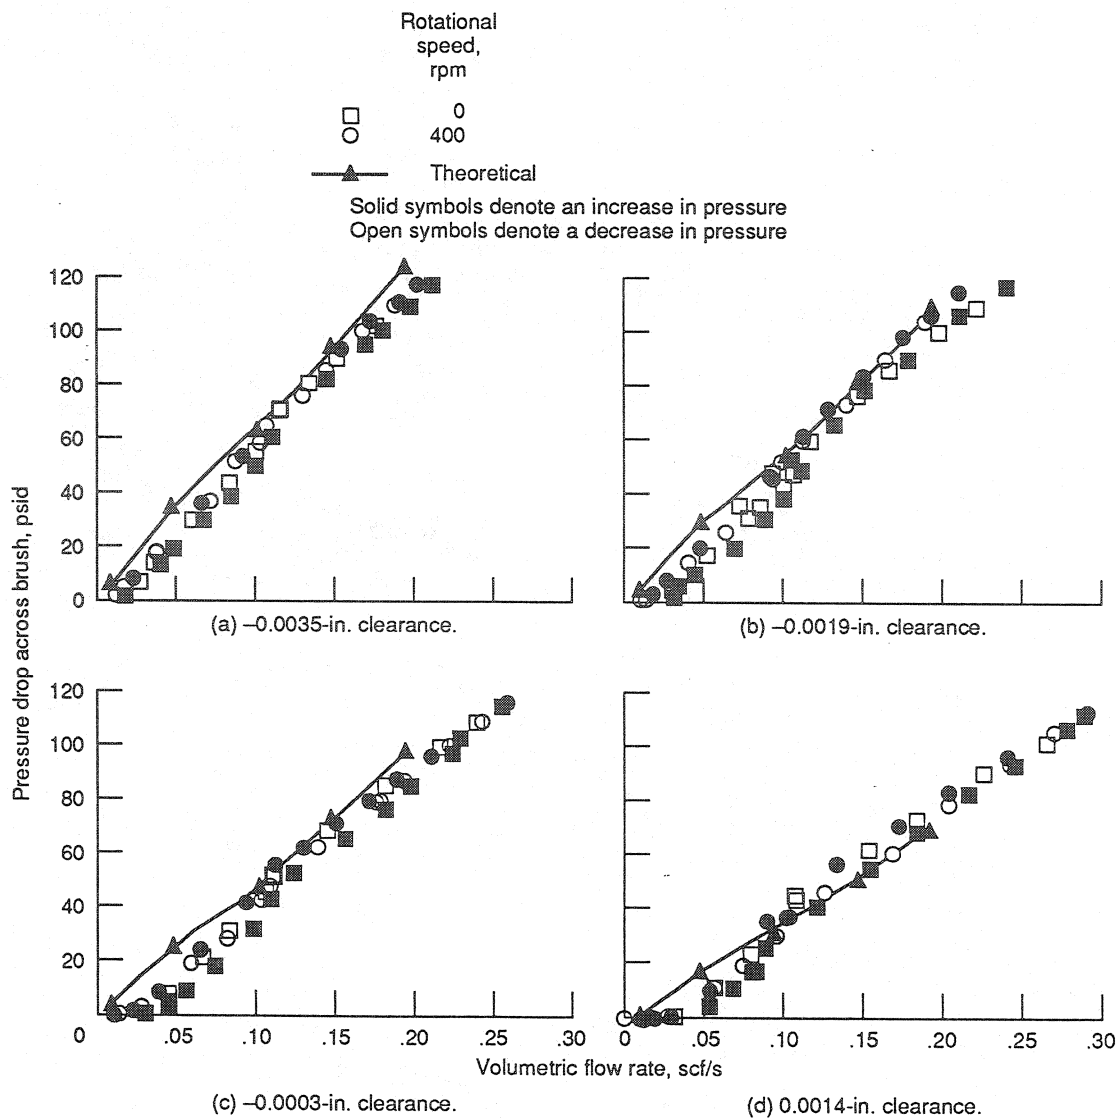 Rotational
speed,
rpm
0
400
Theoretical
Solid symbols denote an increase in pressure
Open symbols denote a decrease in pressure
Pressure drop across brush, psid
120
100
80
60
40
20
0
(a) –0.0035-in. clearance.
(b) –0.0019-in. clearance.
120
100
80
60
40
20
0
.05 .10 .15 .20 .25 .30
0 .05 .10 .15 .20 .25 .30
Volumetric flow rate, scf/s
(c) –0.0003-in. clearance.
(d) 0.0014-in. clearance.